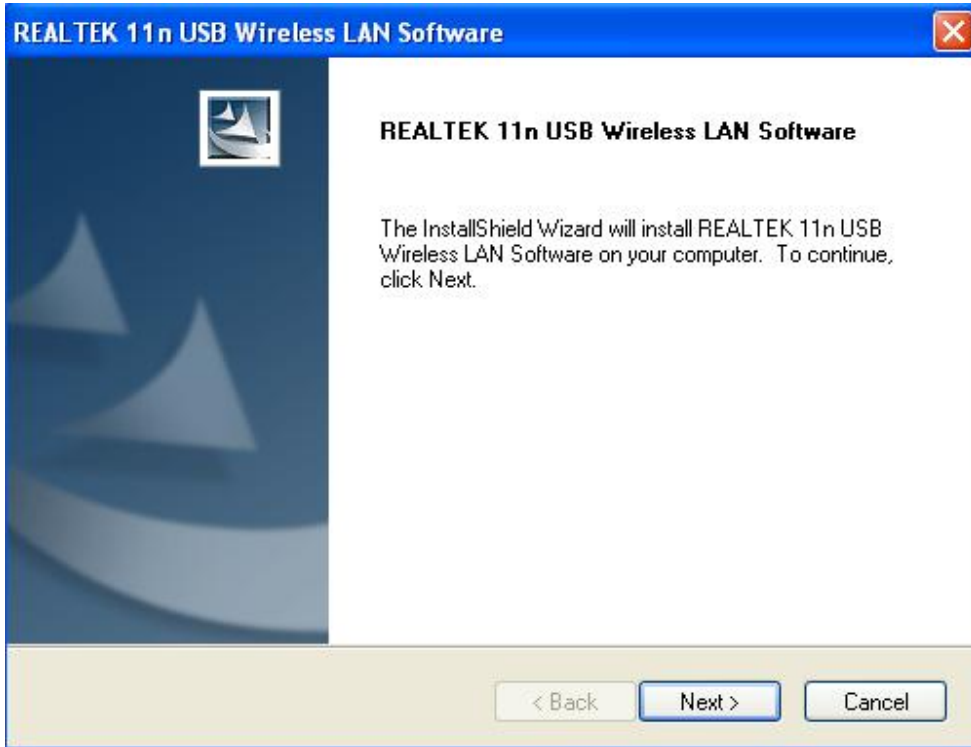 REALTEK 11n USB Wireless LAN Software
REALTEK 11n USB Wireless LAN Software
The InstallShield Wizard will install REALTEK 11n USB
Wireless LAN Software on your computer.  To continue,
click Next.
< Back
Next >
Cancel